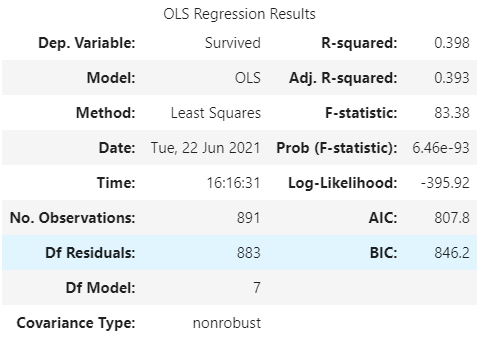 OLS Regression Results
Dep. Variable: Survived R-squared: 0.398
Model: OLS Adj. R-squared: 0.393
Method: Least Squares F-statistic: 83.38
Date: Tue, 22 Jun 2021 Prob (F-statistic): 6.46e-93
Time: 16:16:31 Log-Likelihood: -395.92
No. Observations: 891 AIC: 807.8
Df Residuals: 883 BIC: 846.2
Df Model: 7
Covariance Type: nonrobust